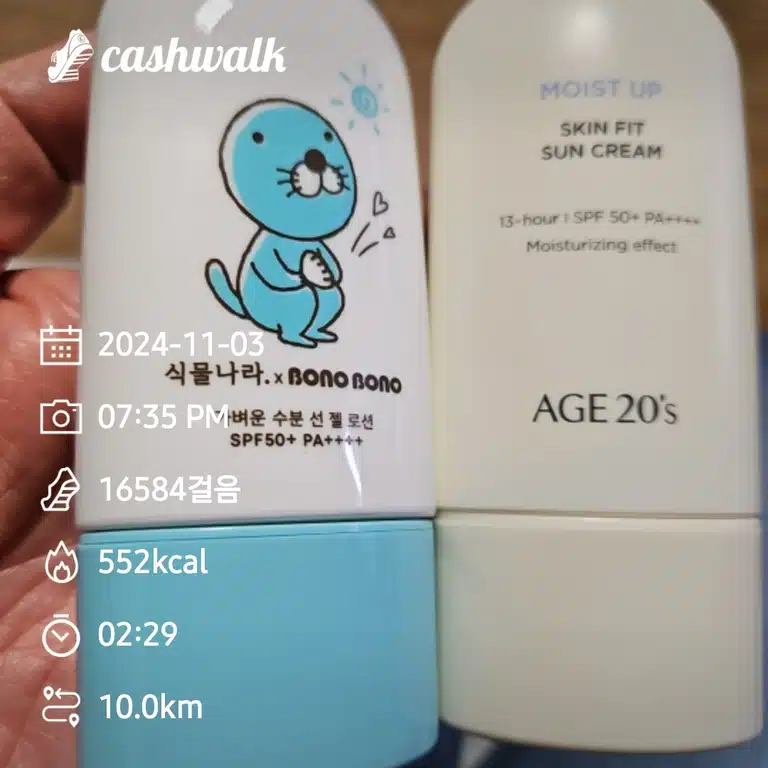 cashwalk
MOIST UP
SKIN FIT
SUN CREAM
13-hour | SPF 50+ PA++++
Moisturizing effect
AGE 20's
식물나라. x BONO BONO
벼운 수분 선 젤 로션
SPF50+ PA++++
2024-11-03
07:35 PM
16584걸음
552kcal
02:29
10.0km